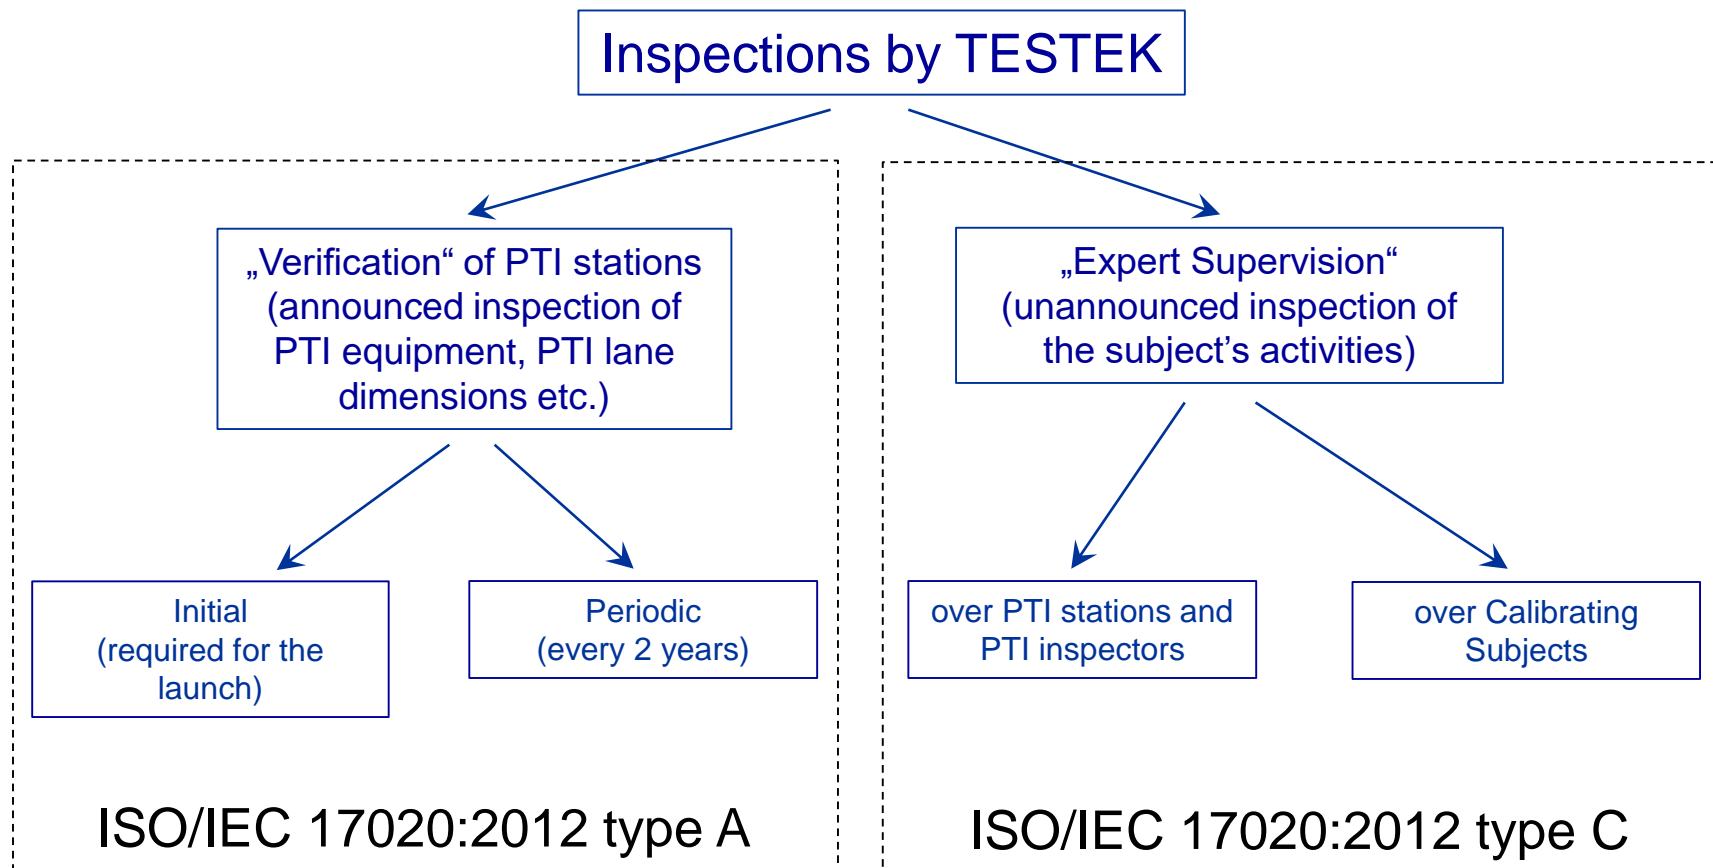 Inspections by TESTEK
„Verification“ of PTI stations
(announced inspection of
PTI equipment, PTI lane
dimensions etc.)
„Expert Supervision“
(unannounced inspection of
the subject’s activities)
Initial
(required for the
launch)
Periodic
(every 2 years)
over PTI stations and
PTI inspectors
over Calibrating
Subjects
ISO/IEC 17020:2012 type A
ISO/IEC 17020:2012 type C